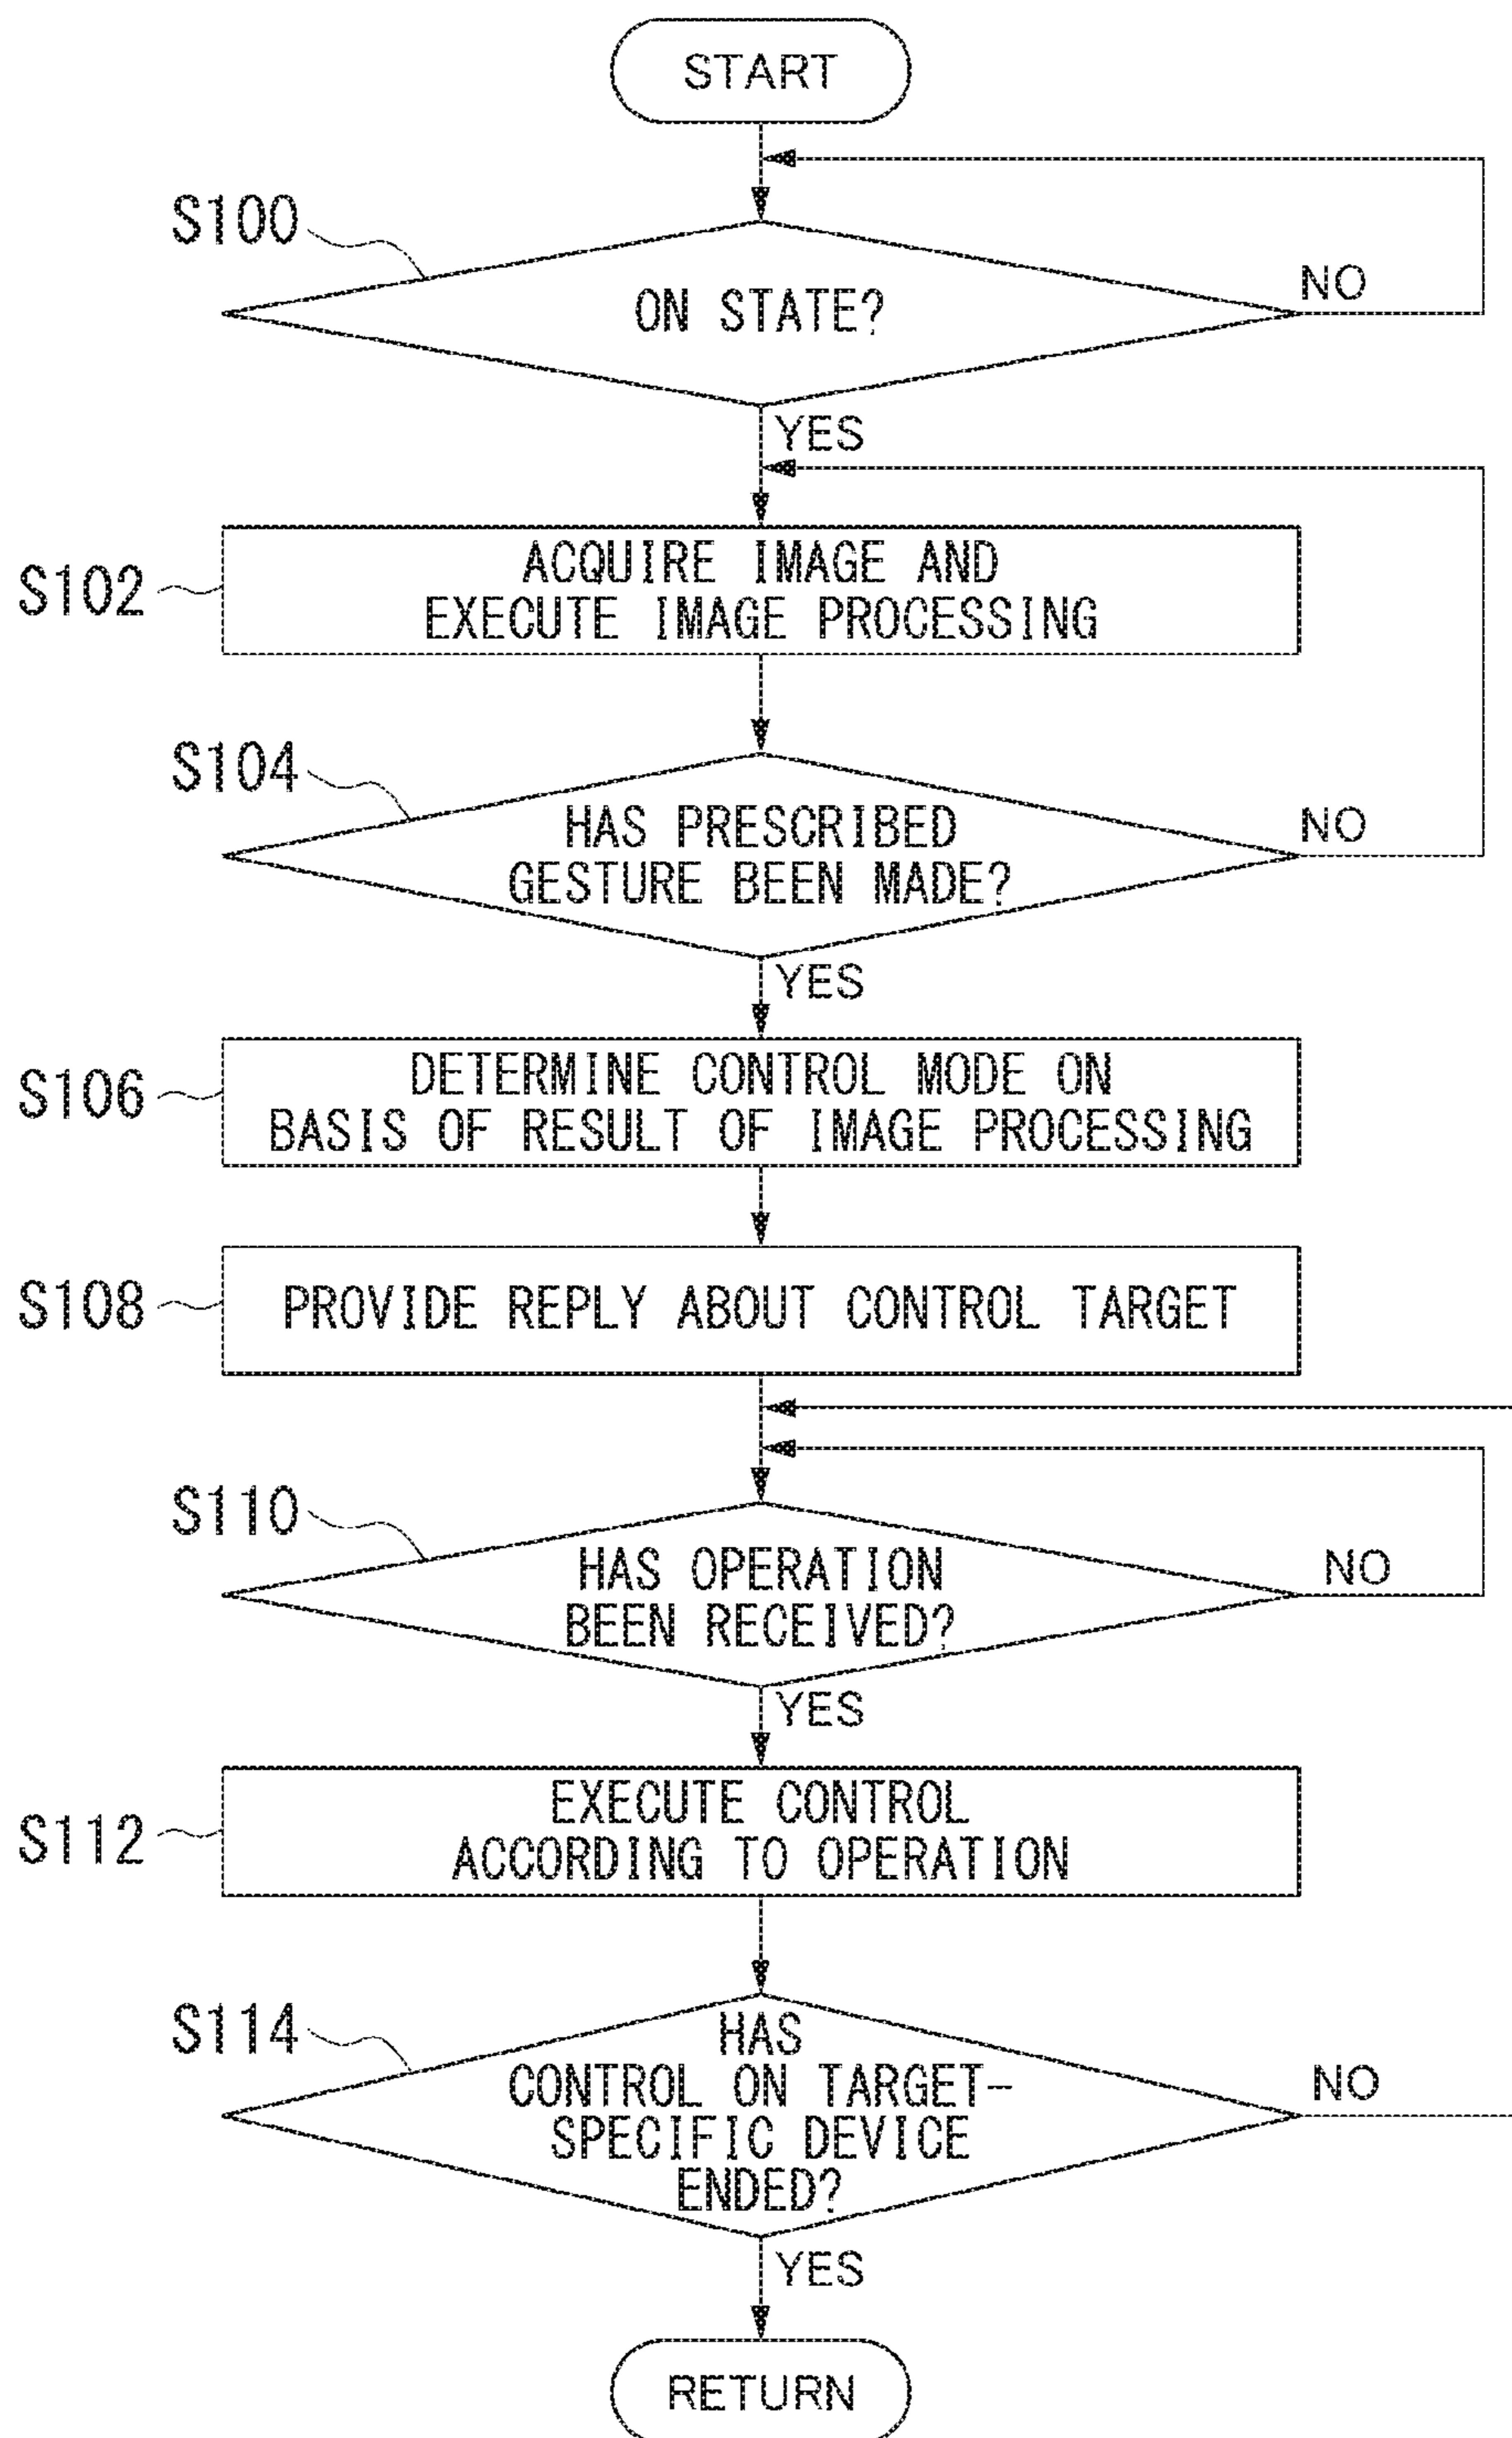 START
S100
ON STATE?
NO
YES
S102
ACQUIRE IMAGE AND
EXECUTE IMAGE PROCESSING
S104
HAS PRESCRIBED
GESTURE BEEN MADE?
NO
YES
S106
DETERMINE CONTROL MODE ON
BASIS OF RESULT OF IMAGE PROCESSING
S108
PROVIDE REPLY ABOUT CONTROL TARGET
S110
HAS OPERATION
BEEN RECEIVED?
NO
YES
S112
EXECUTE CONTROL
ACCORDING TO OPERATION
S114
HAS
CONTROL ON TARGET-
SPECIFIC DEVICE
ENDED?
NO
YES
RETURN